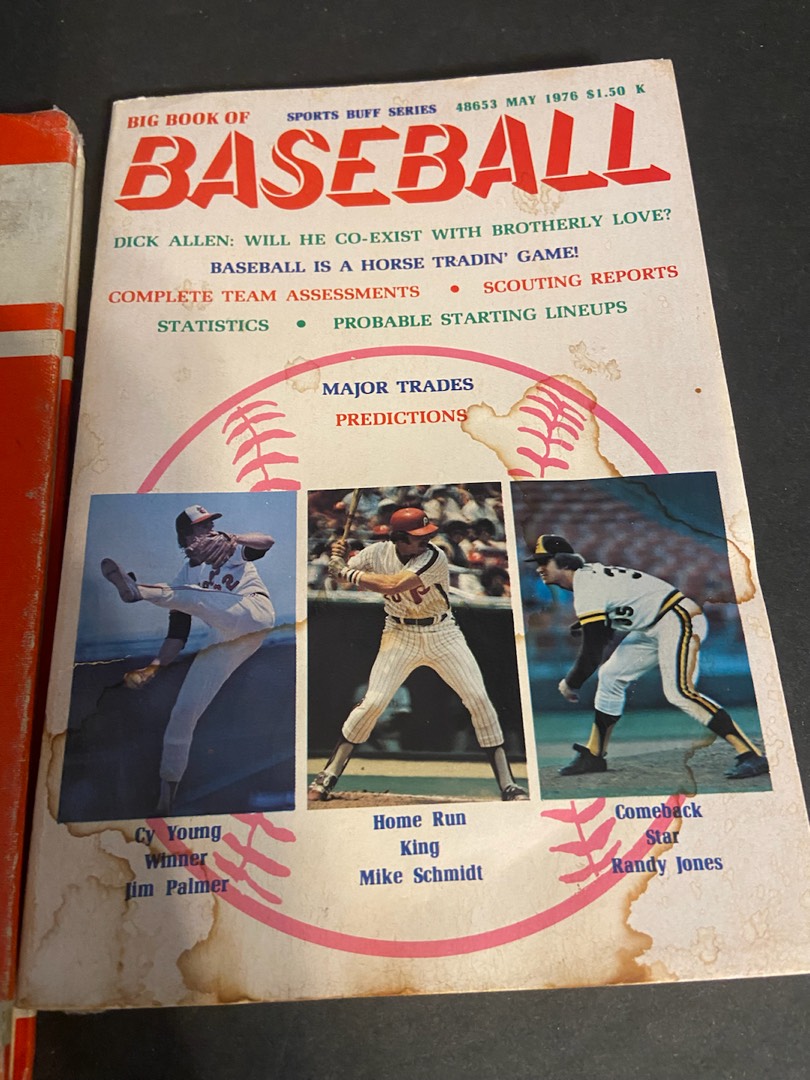 BIG BOOK OF SPORTS BUFF SERIES 48653 MAY 1976 $1.50 K
BASEBALL
DICK ALLEN: WILL HE CO-EXIST WITH BROTHERLY LOVE?
BASEBALL IS A HORSE TRADIN' GAME!
COMPLETE TEAM ASSESSMENTS • SCOUTING REPORTS
STATISTICS • PROBABLE STARTING LINEUPS
MAJOR TRADES
PREDICTIONS
Cy Young
Winner
Jim Palmer
Home Run
King
Mike Schmidt
Comeback
Star
Randy Jones